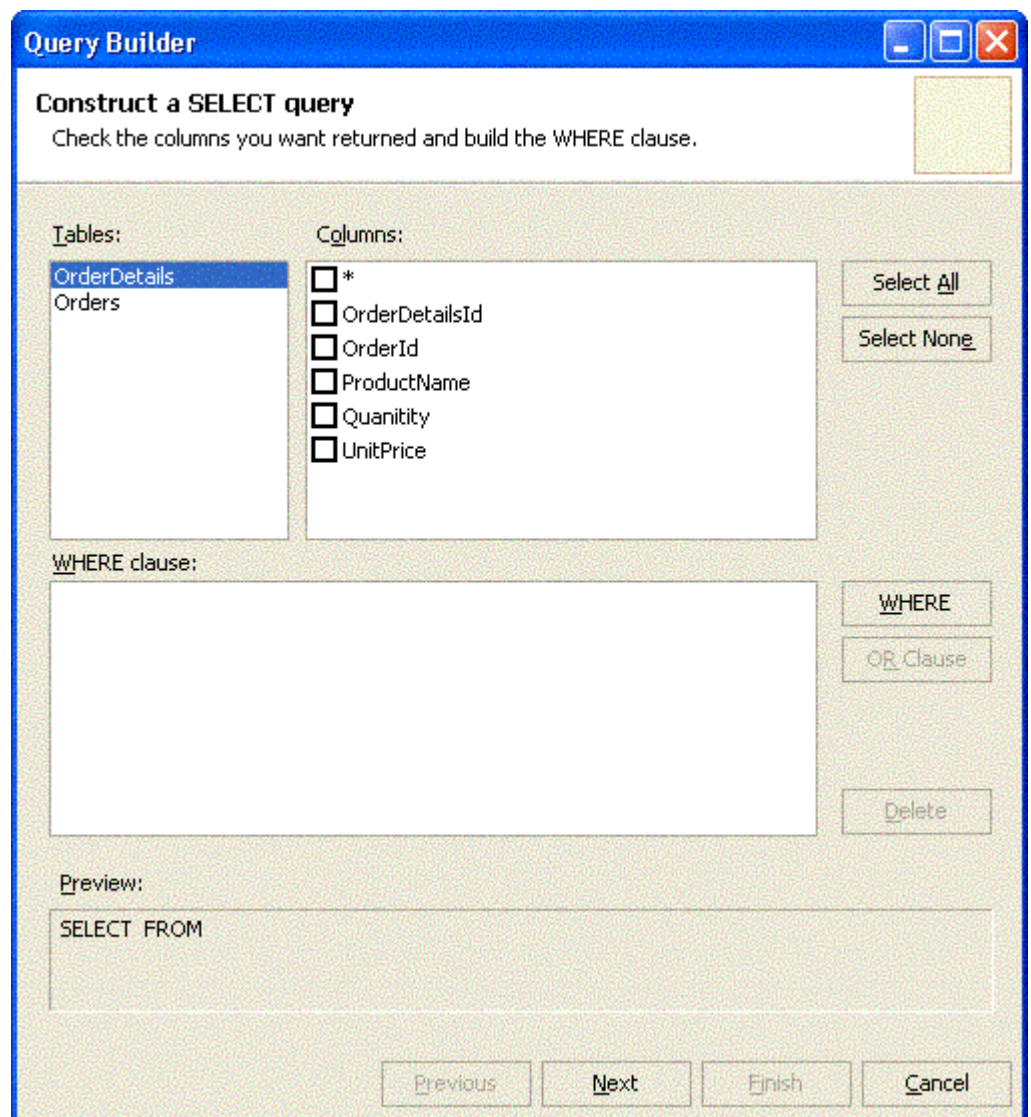 Query Builder
Construct a SELECT query
Check the columns you want returned and build the WHERE clause.
Tables:
Columns:
OrderDetails
Orders
*
OrderDetailsId
OrderId
ProductName
Quanitity
UnitPrice
Select All
Select None
WHERE clause:
WHERE
OR Clause
Delete
Preview:
SELECT FROM
Previous
Next
Finish
Cancel